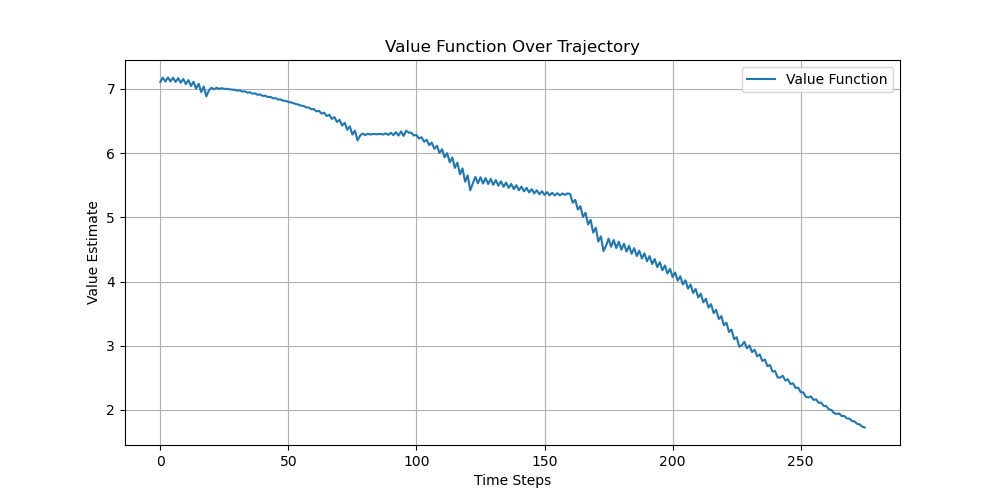 Value Function Over Trajectory
Value Function
7
6
5
4
3
2
Value Estimate
0 50 100 150 200 250
Time Steps